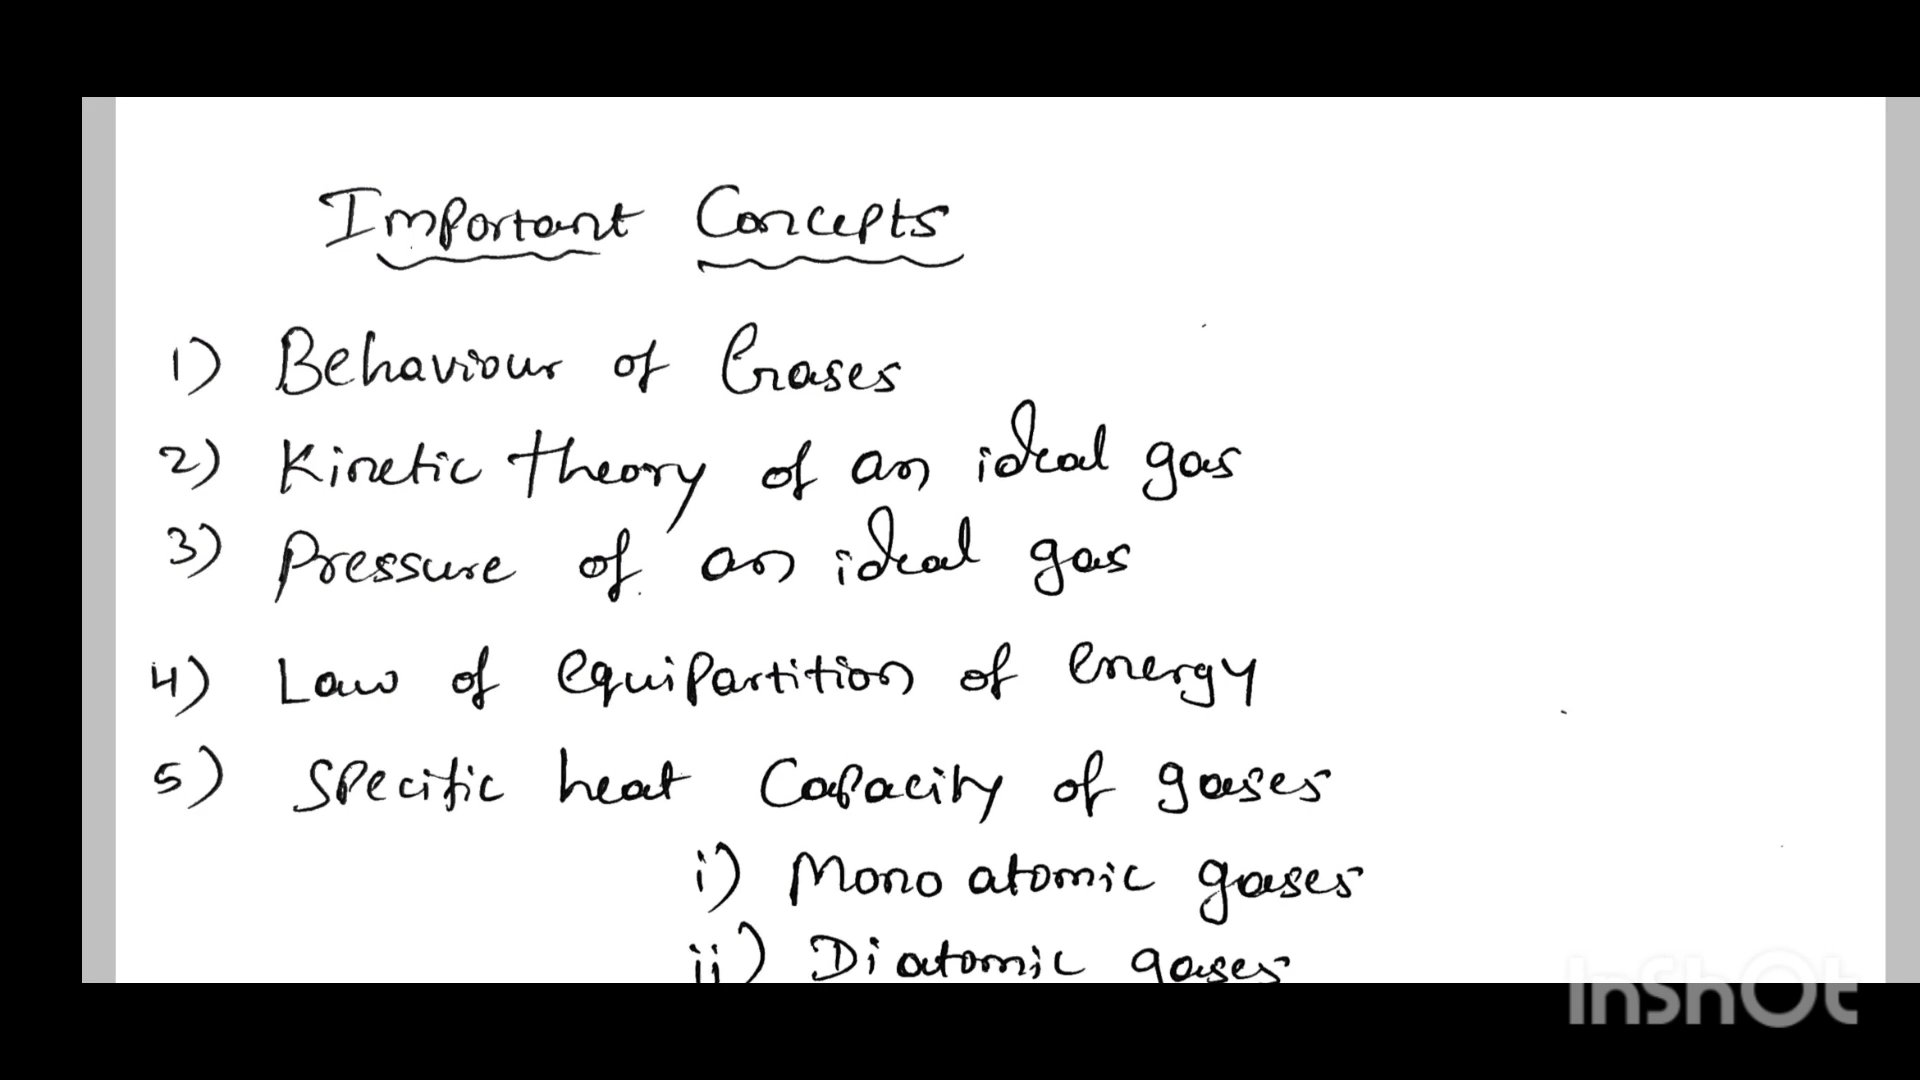 Important Concepts
1) Behaviour of Gases
2) Kinetic theory of an ideal gas
3) Pressure of an ideal gas
4) Law of equipartition of energy
5) Specific heat Capacity of gases
i) Mono atomic gases
ii) Diatomic gases
InShOt